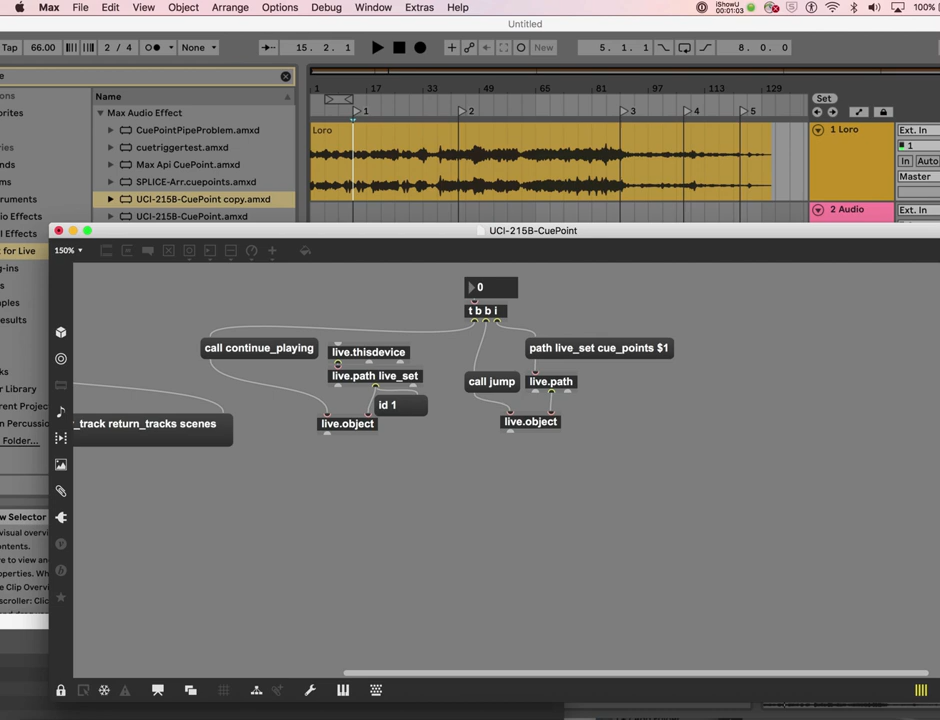 Max File Edit View Object Arrange Options Debug Window Extras Help iShowU 00:01:03 100%
Untitled
Tap 66.00 2 / 4 None 15. 2. 1 New 5. 1. 1 8. 0. 0
e
1 17 33 49 65 81 97 113 129
Name
Set
1 2 3 4 5
Max Audio Effect
CuePointPipeProblem.amxd
cuetriggertest.amxd
Max Api CuePoint.amxd
SPLICE-Arr.cuepoints.amxd
UCI-215B-CuePoint copy.amxd
UCI-215B-CuePoint.amxd
Loro
1 Loro
Ext. In
1
In Auto
Master
2 Audio
Ext. In
UCI-215B-CuePoint
150%
0
t b b i
call continue_playing
live.thisdevice
path live_set cue_points $1
live.path live_set
call jump
live.path
id 1
_track return_tracks scenes
live.object
live.object